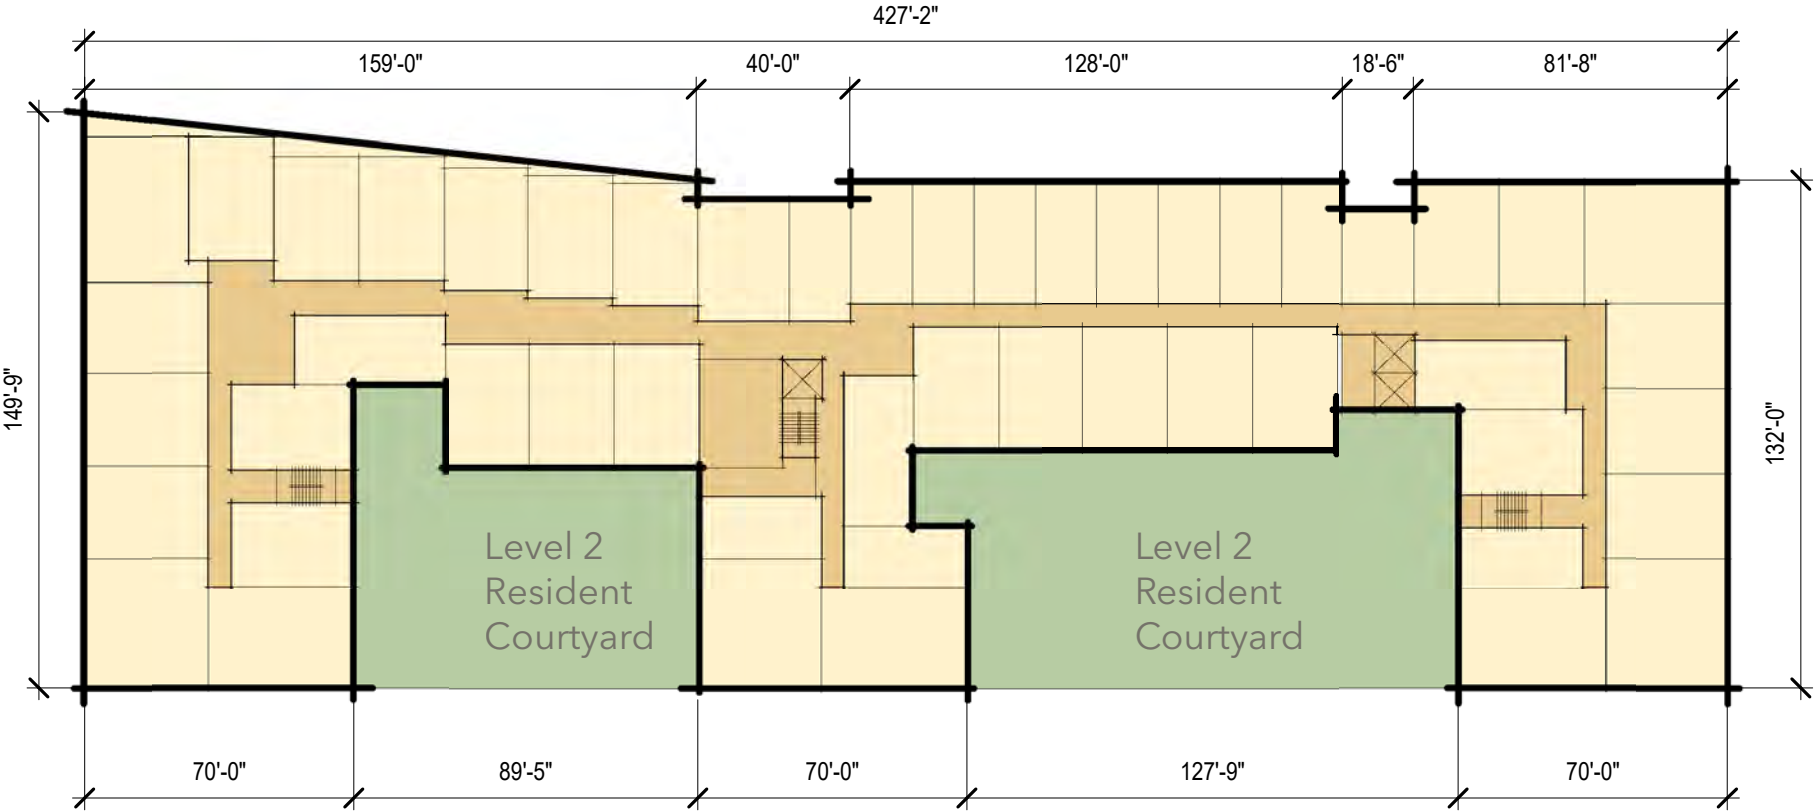 427'-2"
159'-0"
40'-0"
128'-0"
18'-6"
81'-8"
149'-9"
132'-0"
Level 2
Resident
Courtyard
Level 2
Resident
Courtyard
70'-0"
89'-5"
70'-0"
127'-9"
70'-0"